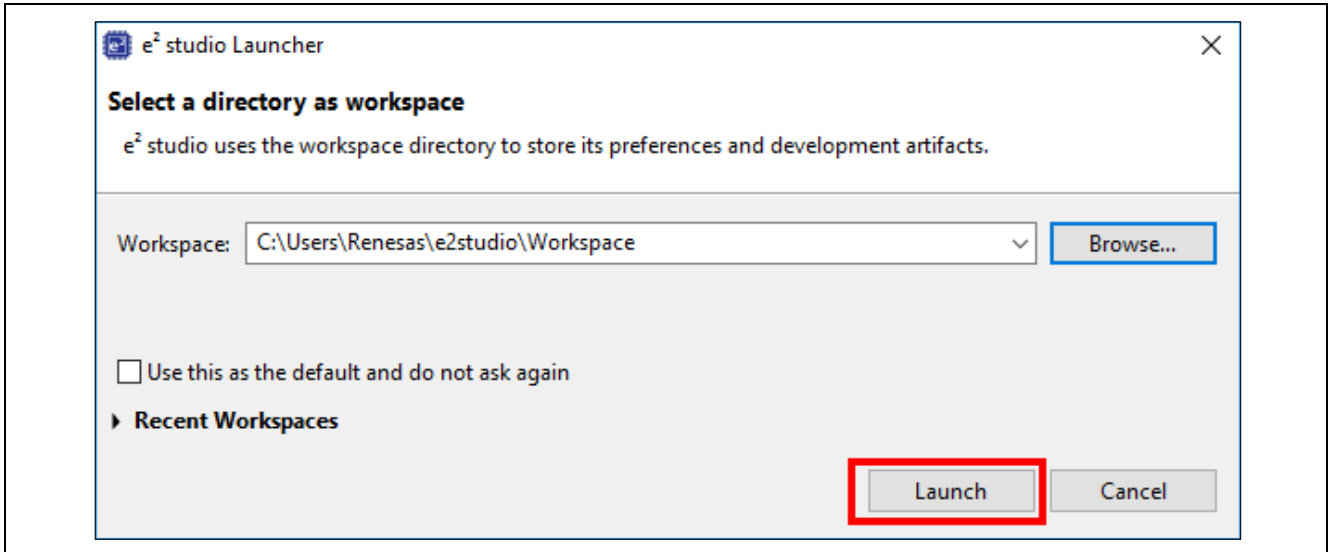 e² studio Launcher
Select a directory as workspace
e² studio uses the workspace directory to store its preferences and development artifacts.
Workspace: C:\Users\Renesas\e2studio\Workspace Browse...
Use this as the default and do not ask again
Recent Workspaces
Launch Cancel